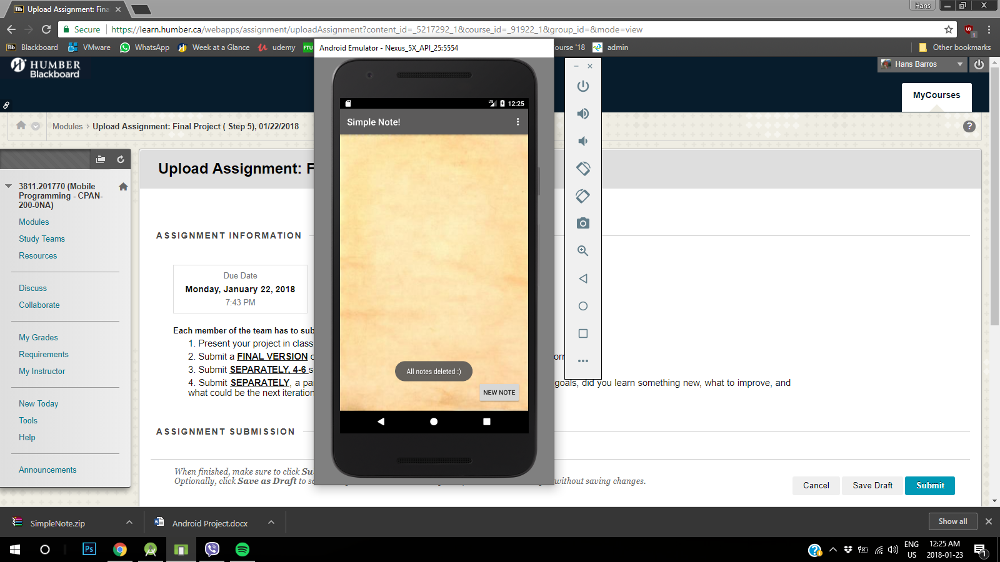 Upload Assignment: Fina
Hans
Secure
https://learn.humber.ca/webapps/assignment/uploadAssignment?content_id=_5217292_1&course_id=_91922_1&group_id=&mode=view
Blackboard
VMware
WhatsApp
Week at a Glance
udemy
FTU
ourse '18
admin
Other bookmarks
Android Emulator - Nexus_5X_API_25:5554
HUMBER
Blackboard
Hans Barros
MyCourses
Modules › Upload Assignment: Final Project ( Step 5), 01/22/2018
LTE
12:25
Simple Note!
Upload Assignment: F
3811.201770 (Mobile
Programming - CPAN-
200-0NA)
Modules
Study Teams
Resources
Discuss
Collaborate
My Grades
Requirements
My Instructor
New Today
Tools
Help
Announcements
ASSIGNMENT INFORMATION
Due Date
Monday, January 22, 2018
7:43 PM
Each member of the team has to sub
1. Present your project in class
2. Submit a FINAL VERSION
3. Submit SEPARATELY, 4-6 s
4. Submit SEPARATELY, a pa goals, did you learn something new, what to improve, and
what could be the next iteration
All notes deleted :)
NEW NOTE
ASSIGNMENT SUBMISSION
When finished, make sure to click Su
Optionally, click Save as Draft to s without saving changes.
Cancel
Save Draft
Submit
SimpleNote.zip
Android Project.docx
Show all
Ps
ENG
US
12:25 AM
2018-01-23
1